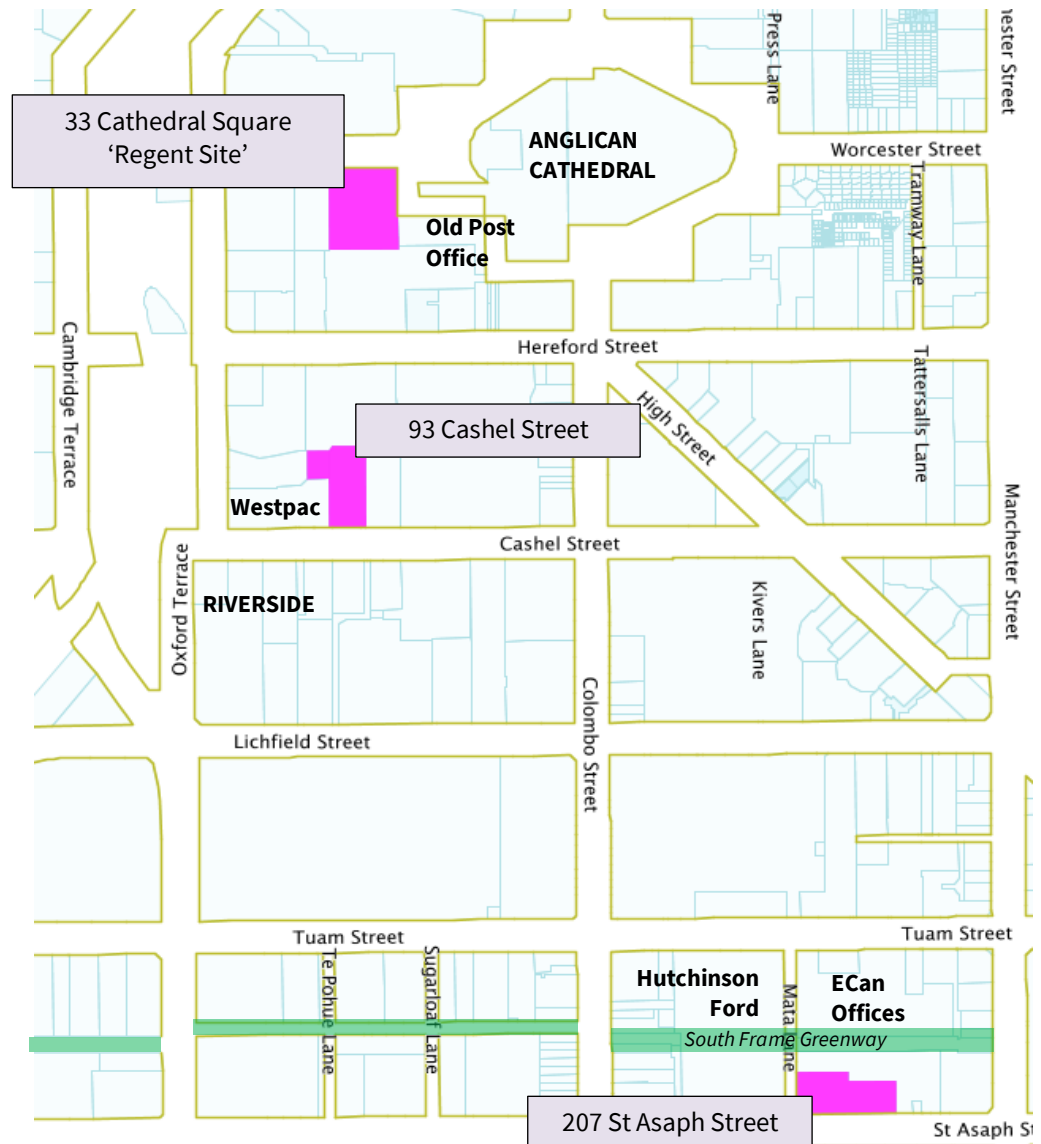 Press Lane
hester Street
33 Cathedral Square
‘Regent Site’
ANGLICAN
CATHEDRAL
Worcester Street
Tramway Lane
Old Post
Office
Cambridge Terrace
Hereford Street
Tattersalls Lane
High Street
93 Cashel Street
Westpac
Manchester Street
Cashel Street
Oxford Terrace
RIVERSIDE
Kivers Lane
Colombo Street
Lichfield Street
Tuam Street
Tuam Street
Te Pohue Lane
Sugarloaf Lane
Hutchinson
Ford
Mata Lane
ECan
Offices
South Frame Greenway
207 St Asaph Street
St Asaph St